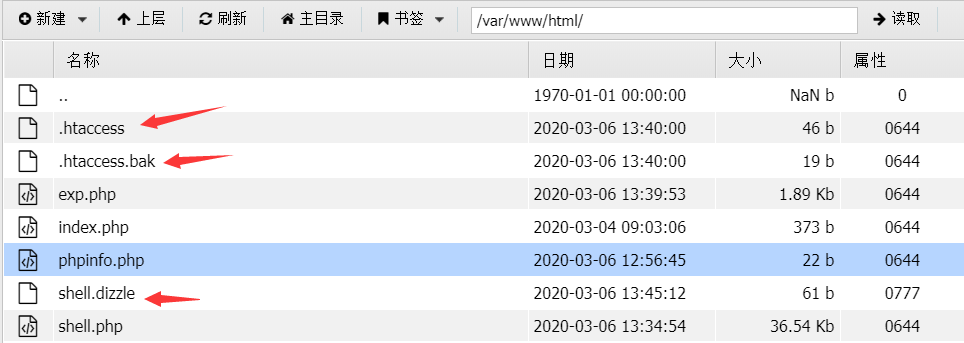 新建 上层 刷新 主目录 书签 /var/www/html/ 读取
名称 日期 大小 属性
.. 1970-01-01 00:00:00 NaN b 0
.htaccess 2020-03-06 13:40:00 46 b 0644
.htaccess.bak 2020-03-06 13:40:00 19 b 0644
exp.php 2020-03-06 13:39:53 1.89 Kb 0644
index.php 2020-03-04 09:03:06 373 b 0644
phpinfo.php 2020-03-06 12:56:45 22 b 0644
shell.dizzle 2020-03-06 13:45:12 61 b 0777
shell.php 2020-03-06 13:34:54 36.54 Kb 0644